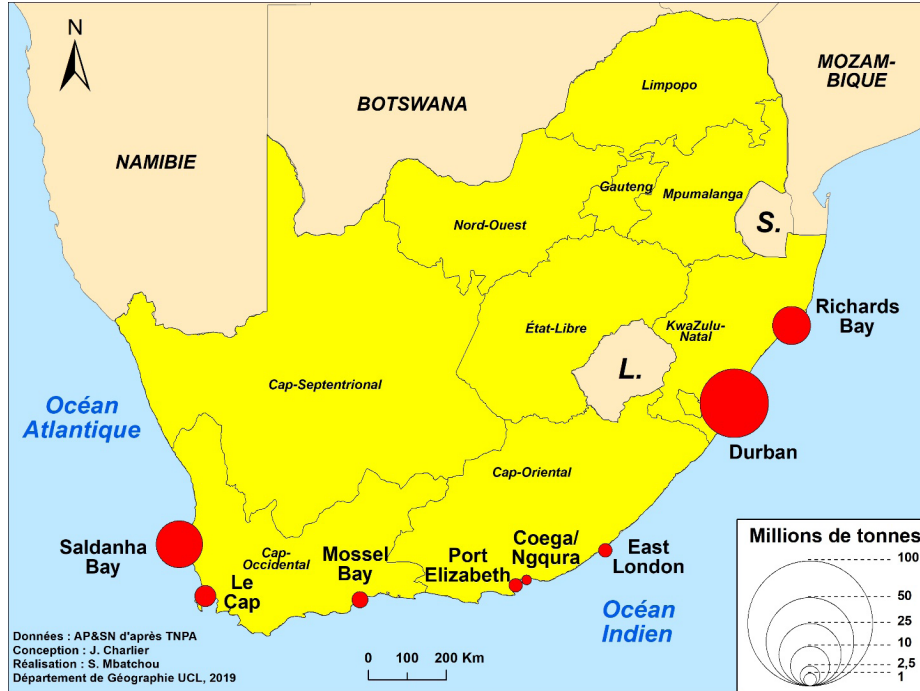 N
MOZAM-
BIQUE
Limpopo
BOTSWANA
NAMIBIE
Gauteng
Mpumalanga
Nord-Ouest
S.
Richards
Bay
État-Libre
KwaZulu-
Natal
L.
Cap-Septentrional
Océan
Atlantique
Durban
Cap-Oriental
Saldanha
Bay
Cap-
Occidental
Mossel
Bay
Port
Elizabeth
Coega/
Ngqura
East
London
Le
Cap
Océan
Indien
Millions de tonnes
100
50
25
10
2,5
1
Données : AP&SN d'après TNPA
Conception : J. Charlier
Réalisation : S. Mbatchou
Département de Géographie UCL, 2019
0 100 200 Km